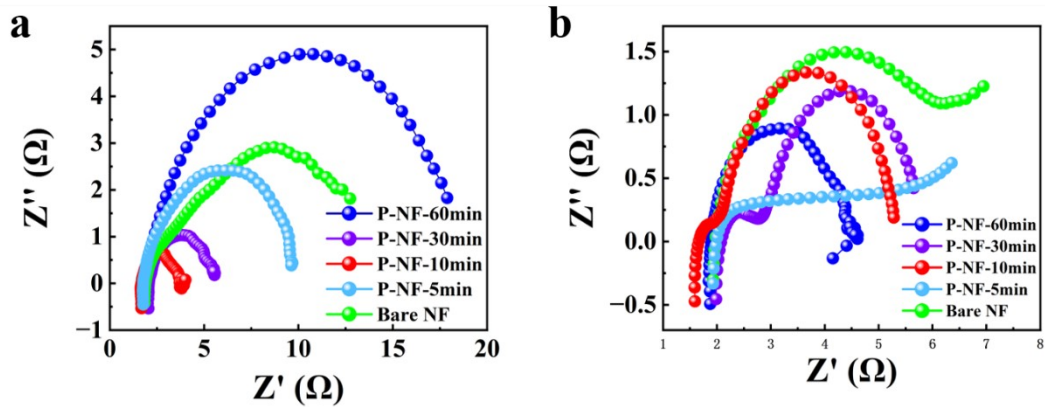 a
Z'' (Ω)
5
4
3
2
1
0
−1
0
5
10
15
20
Z' (Ω)
P-NF-60min
P-NF-30min
P-NF-10min
P-NF-5min
Bare NF
b
Z'' (Ω)
1.5
1.0
0.5
0.0
−0.5
1
2
3
4
5
6
7
8
Z' (Ω)
P-NF-60min
P-NF-30min
P-NF-10min
P-NF-5min
Bare NF